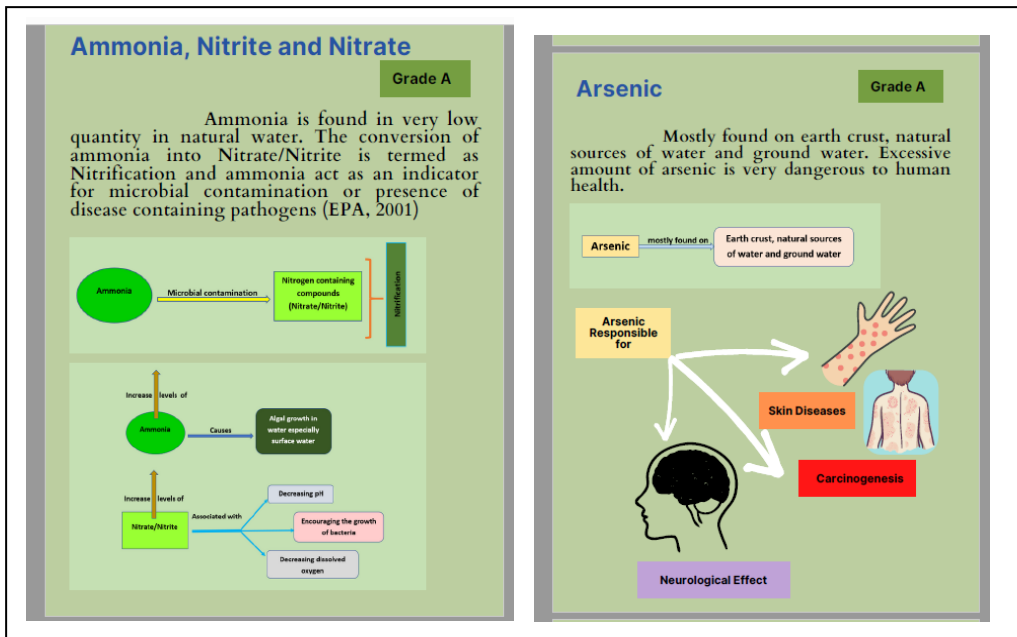 Ammonia, Nitrite and Nitrate
Grade A
Ammonia is found in very low
quantity in natural water. The conversion of
ammonia into Nitrate/Nitrite is termed as
Nitrification and ammonia act as an indicator
for microbial contamination or presence of
disease containing pathogens (EPA, 2001)
Ammonia
Microbial contamination
Nitrogen containing
compounds
(Nitrate/Nitrite)
Nitrification
Increase levels of
Ammonia
Causes
Algal growth in
water especially
surface water
Increase levels of
Nitrate/Nitrite
Associated with
Decreasing pH
Encouraging the growth
of bacteria
Decreasing dissolved
oxygen
Arsenic
Grade A
Mostly found on earth crust, natural
sources of water and ground water. Excessive
amount of arsenic is very dangerous to human
health.
Arsenic
mostly found on
Earth crust, natural sources
of water and ground water
Arsenic
Responsible
for
Skin Diseases
Carcinogenesis
Neurological Effect